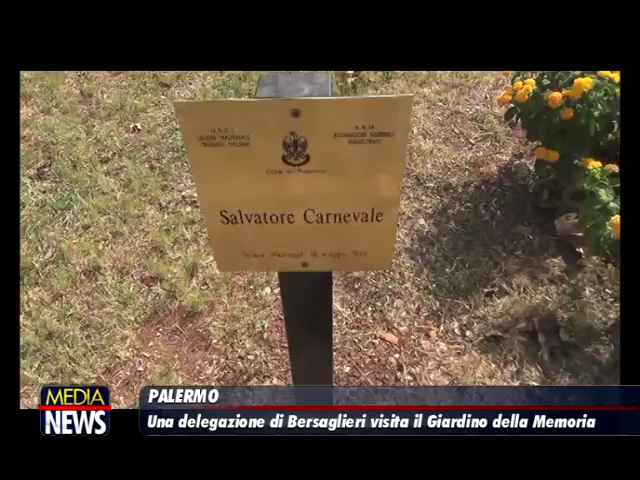 U.N.C.I.
A.N.M.
Salvatore Carnevale
MEDIA
NEWS
PALERMO
Una delegazione di Bersaglieri visita il Giardino della Memoria